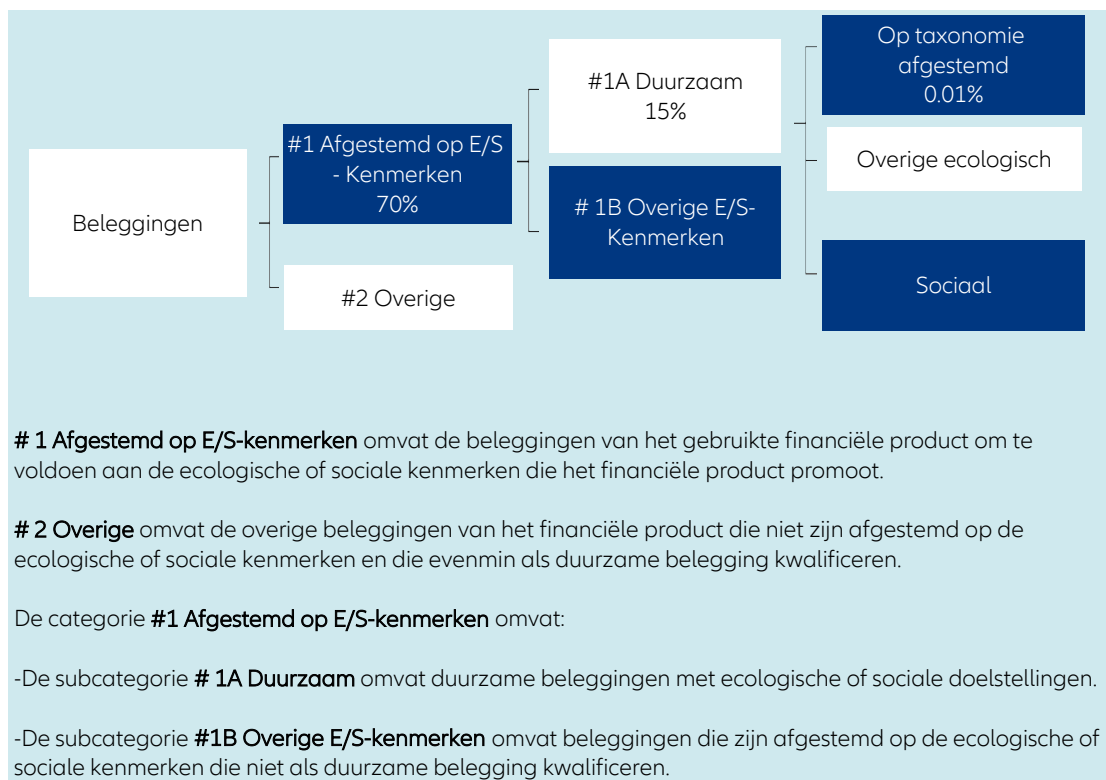 Beleggingen
#1 Afgestemd op E/S
- Kenmerken
70%
#2 Overige
#1A Duurzaam
15%
# 1B Overige E/S-
Kenmerken
Op taxonomie
afgestemd
0.01%
Overige ecologisch
Sociaal
# 1 Afgestemd op E/S-kenmerken omvat de beleggingen van het gebruikte financiële product om te
voldoen aan de ecologische of sociale kenmerken die het financiële product promoot.
# 2 Overige omvat de overige beleggingen van het financiële product die niet zijn afgestemd op de
ecologische of sociale kenmerken en die evenmin als duurzame belegging kwalificeren.
De categorie #1 Afgestemd op E/S-kenmerken omvat:
-De subcategorie # 1A Duurzaam omvat duurzame beleggingen met ecologische of sociale doelstellingen.
-De subcategorie #1B Overige E/S-kenmerken omvat beleggingen die zijn afgestemd op de ecologische of
sociale kenmerken die niet als duurzame belegging kwalificeren.